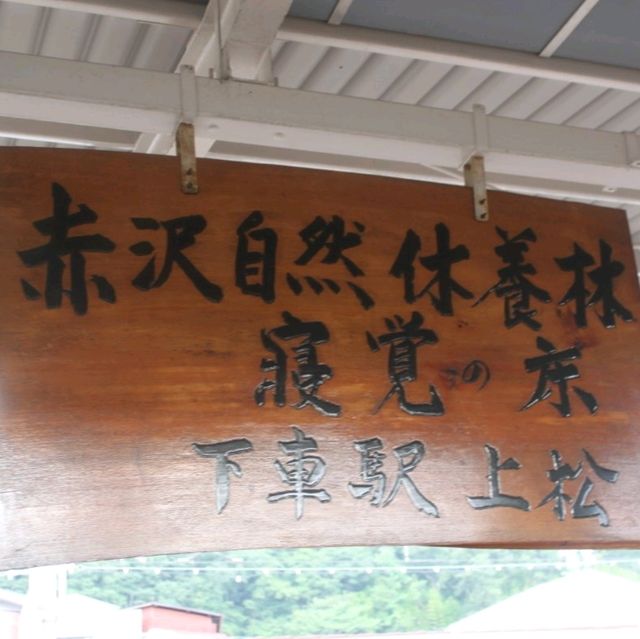 赤沢自然休養林
寝覚の床
下車駅 上松